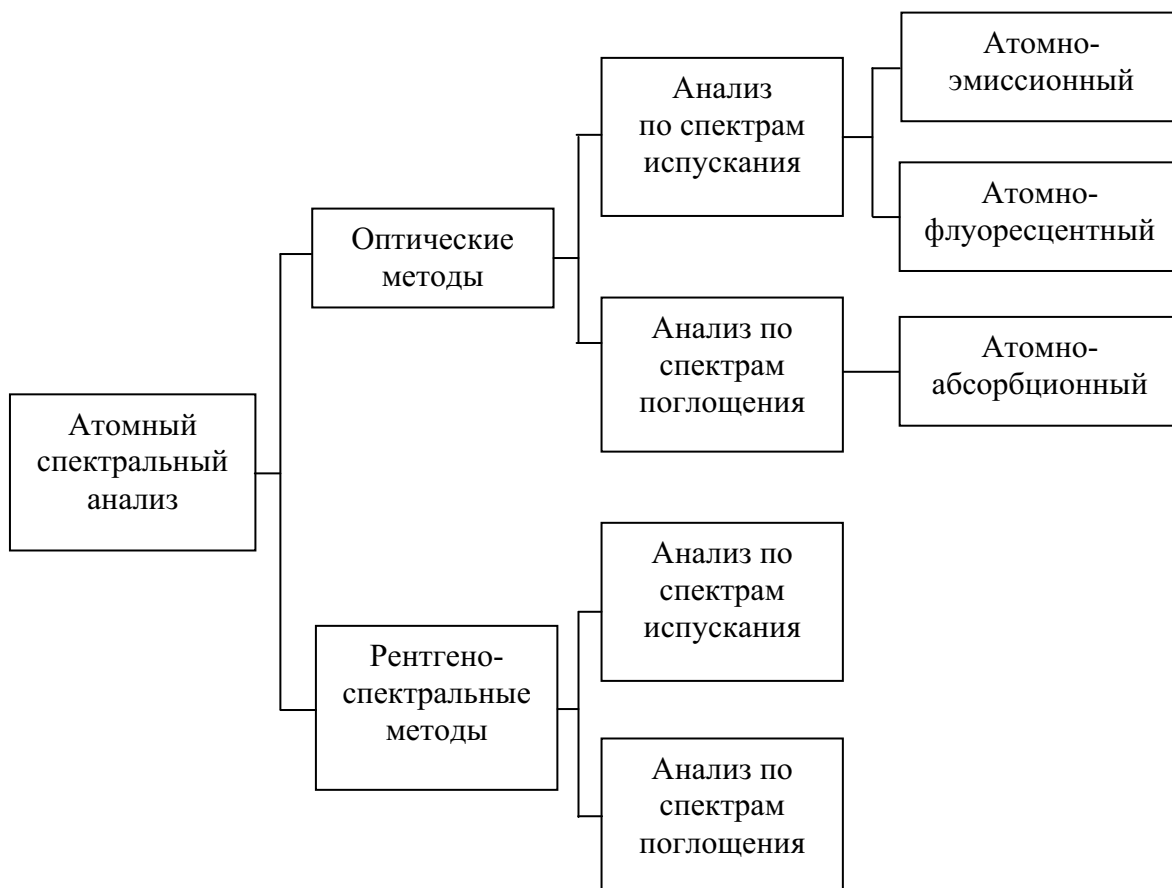 Атомно-
эмиссионный
Анализ
по спектрам
испускания
Атомно-
флуоресцентный
Оптические
методы
Анализ по
спектрам
поглощения
Атомно-
абсорбционный
Атомный
спектральный
анализ
Анализ по
спектрам
испускания
Рентгено-
спектральные
методы
Анализ по
спектрам
поглощения